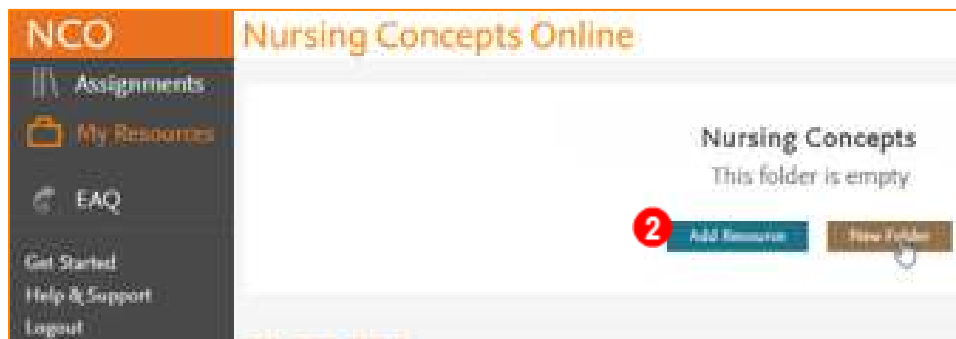 NCO
Nursing Concepts Online
Assignments
My Resources
EAQ
Get Started
Help & Support
Logout
Nursing Concepts
This folder is empty
2
Add Resource
New Folder